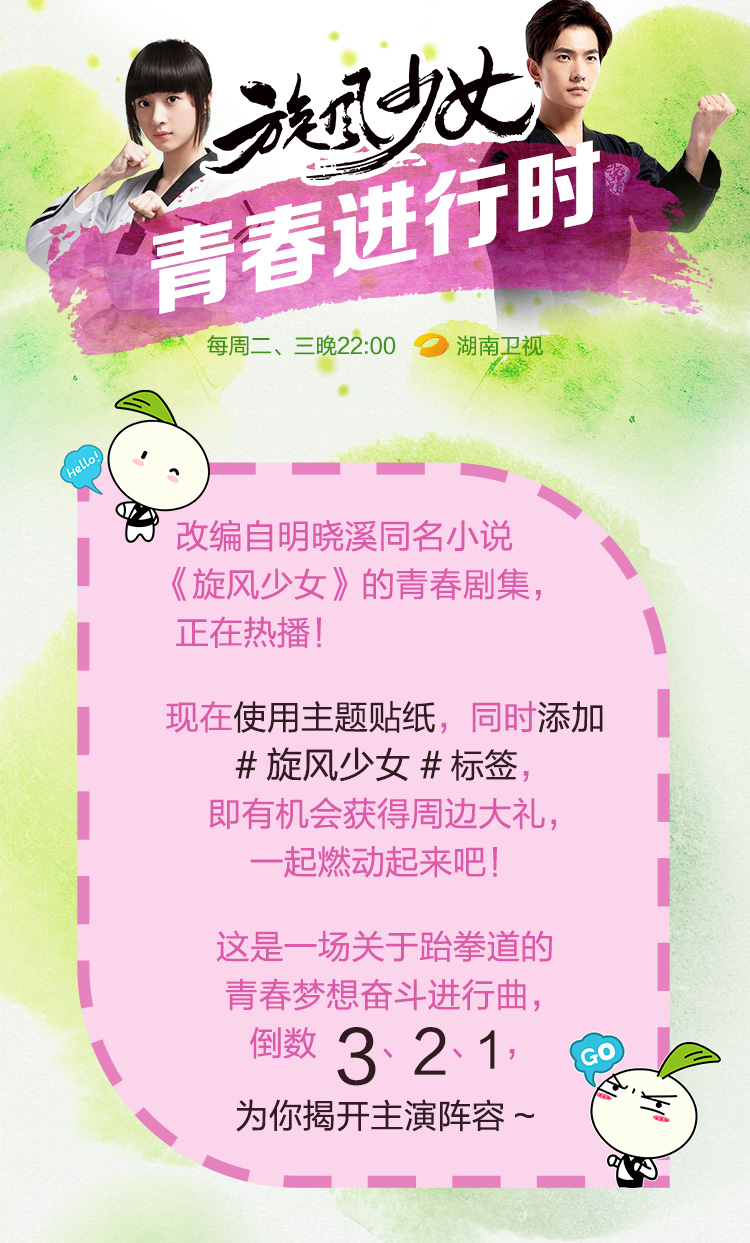 旋风少女
青春进行时
每周二、三晚22:00 湖南卫视
Hello!
改编自明晓溪同名小说
《旋风少女》的青春剧集，
正在热播！
现在使用主题贴纸，同时添加
# 旋风少女 # 标签，
即有机会获得周边大礼，
一起燃动起来吧！
这是一场关于跆拳道的
青春梦想奋斗进行曲，
倒数 3、2、1，
GO
为你揭开主演阵容~